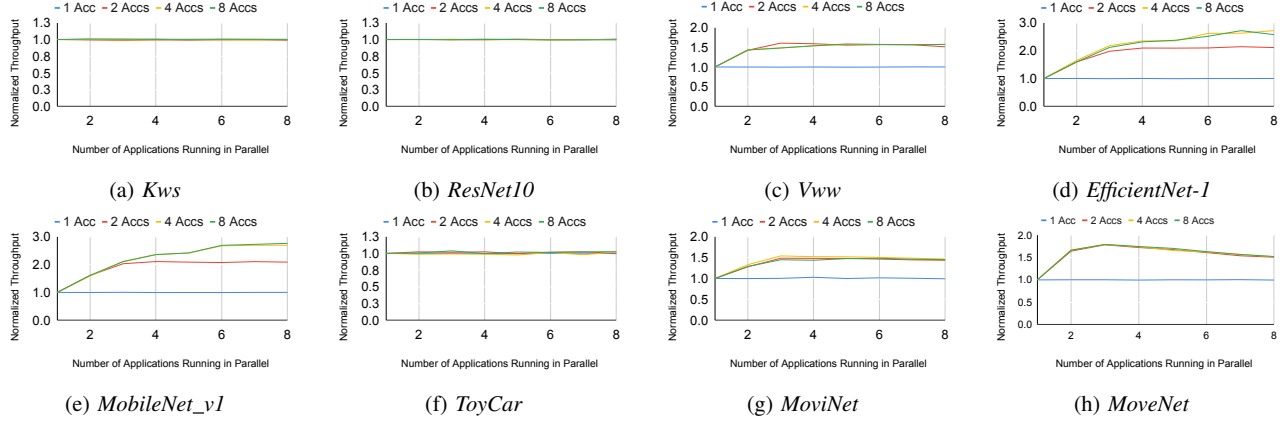 1 Acc 2 Accs 4 Accs 8 Accs
Normalized Throughput
1.3
1.0
0.8
0.5
0.3
0.0
2 4 6 8
Number of Applications Running in Parallel
(a) Kws
1 Acc 2 Accs 4 Accs 8 Accs
Normalized Throughput
1.3
1.0
0.8
0.5
0.3
0.0
2 4 6 8
Number of Applications Running in Parallel
(b) ResNet10
1 Acc 2 Accs 4 Accs 8 Accs
Normalized Throughput
2.0
1.5
1.0
0.5
0.0
2 4 6 8
Number of Applications Running in Parallel
(c) Vww
1 Acc 2 Accs 4 Accs 8 Accs
Normalized Throughput
3.0
2.0
1.0
0.0
2 4 6 8
Number of Applications Running in Parallel
(d) EfficientNet-1
1 Acc 2 Accs 4 Accs 8 Accs
Normalized Throughput
3.0
2.0
1.0
0.0
2 4 6 8
Number of Applications Running in Parallel
(e) MobileNet_v1
1 Acc 2 Accs 4 Accs 8 Accs
Normalized Throughput
1.3
1.0
0.8
0.5
0.3
0.0
2 4 6 8
Number of Applications Running in Parallel
(f) ToyCar
1 Acc 2 Accs 4 Accs 8 Accs
Normalized Throughput
2.0
1.5
1.0
0.5
0.0
2 4 6 8
Number of Applications Running in Parallel
(g) MoviNet
1 Acc 2 Accs 4 Accs 8 Accs
Normalized Throughput
2.0
1.5
1.0
0.5
0.0
2 4 6 8
Number of Applications Running in Parallel
(h) MoveNet